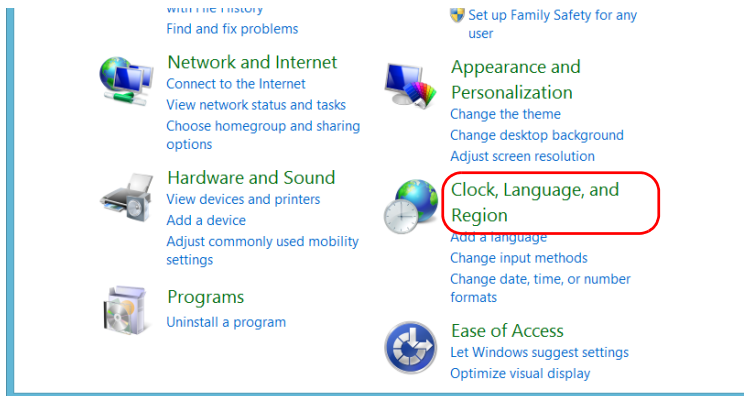 with File History
Find and fix problems
Network and Internet
Connect to the Internet
View network status and tasks
Choose homegroup and sharing
options
Hardware and Sound
View devices and printers
Add a device
Adjust commonly used mobility
settings
Programs
Uninstall a program
Set up Family Safety for any
user
Appearance and
Personalization
Change the theme
Change desktop background
Adjust screen resolution
Clock, Language, and
Region
Add a language
Change input methods
Change date, time, or number
formats
Ease of Access
Let Windows suggest settings
Optimize visual display